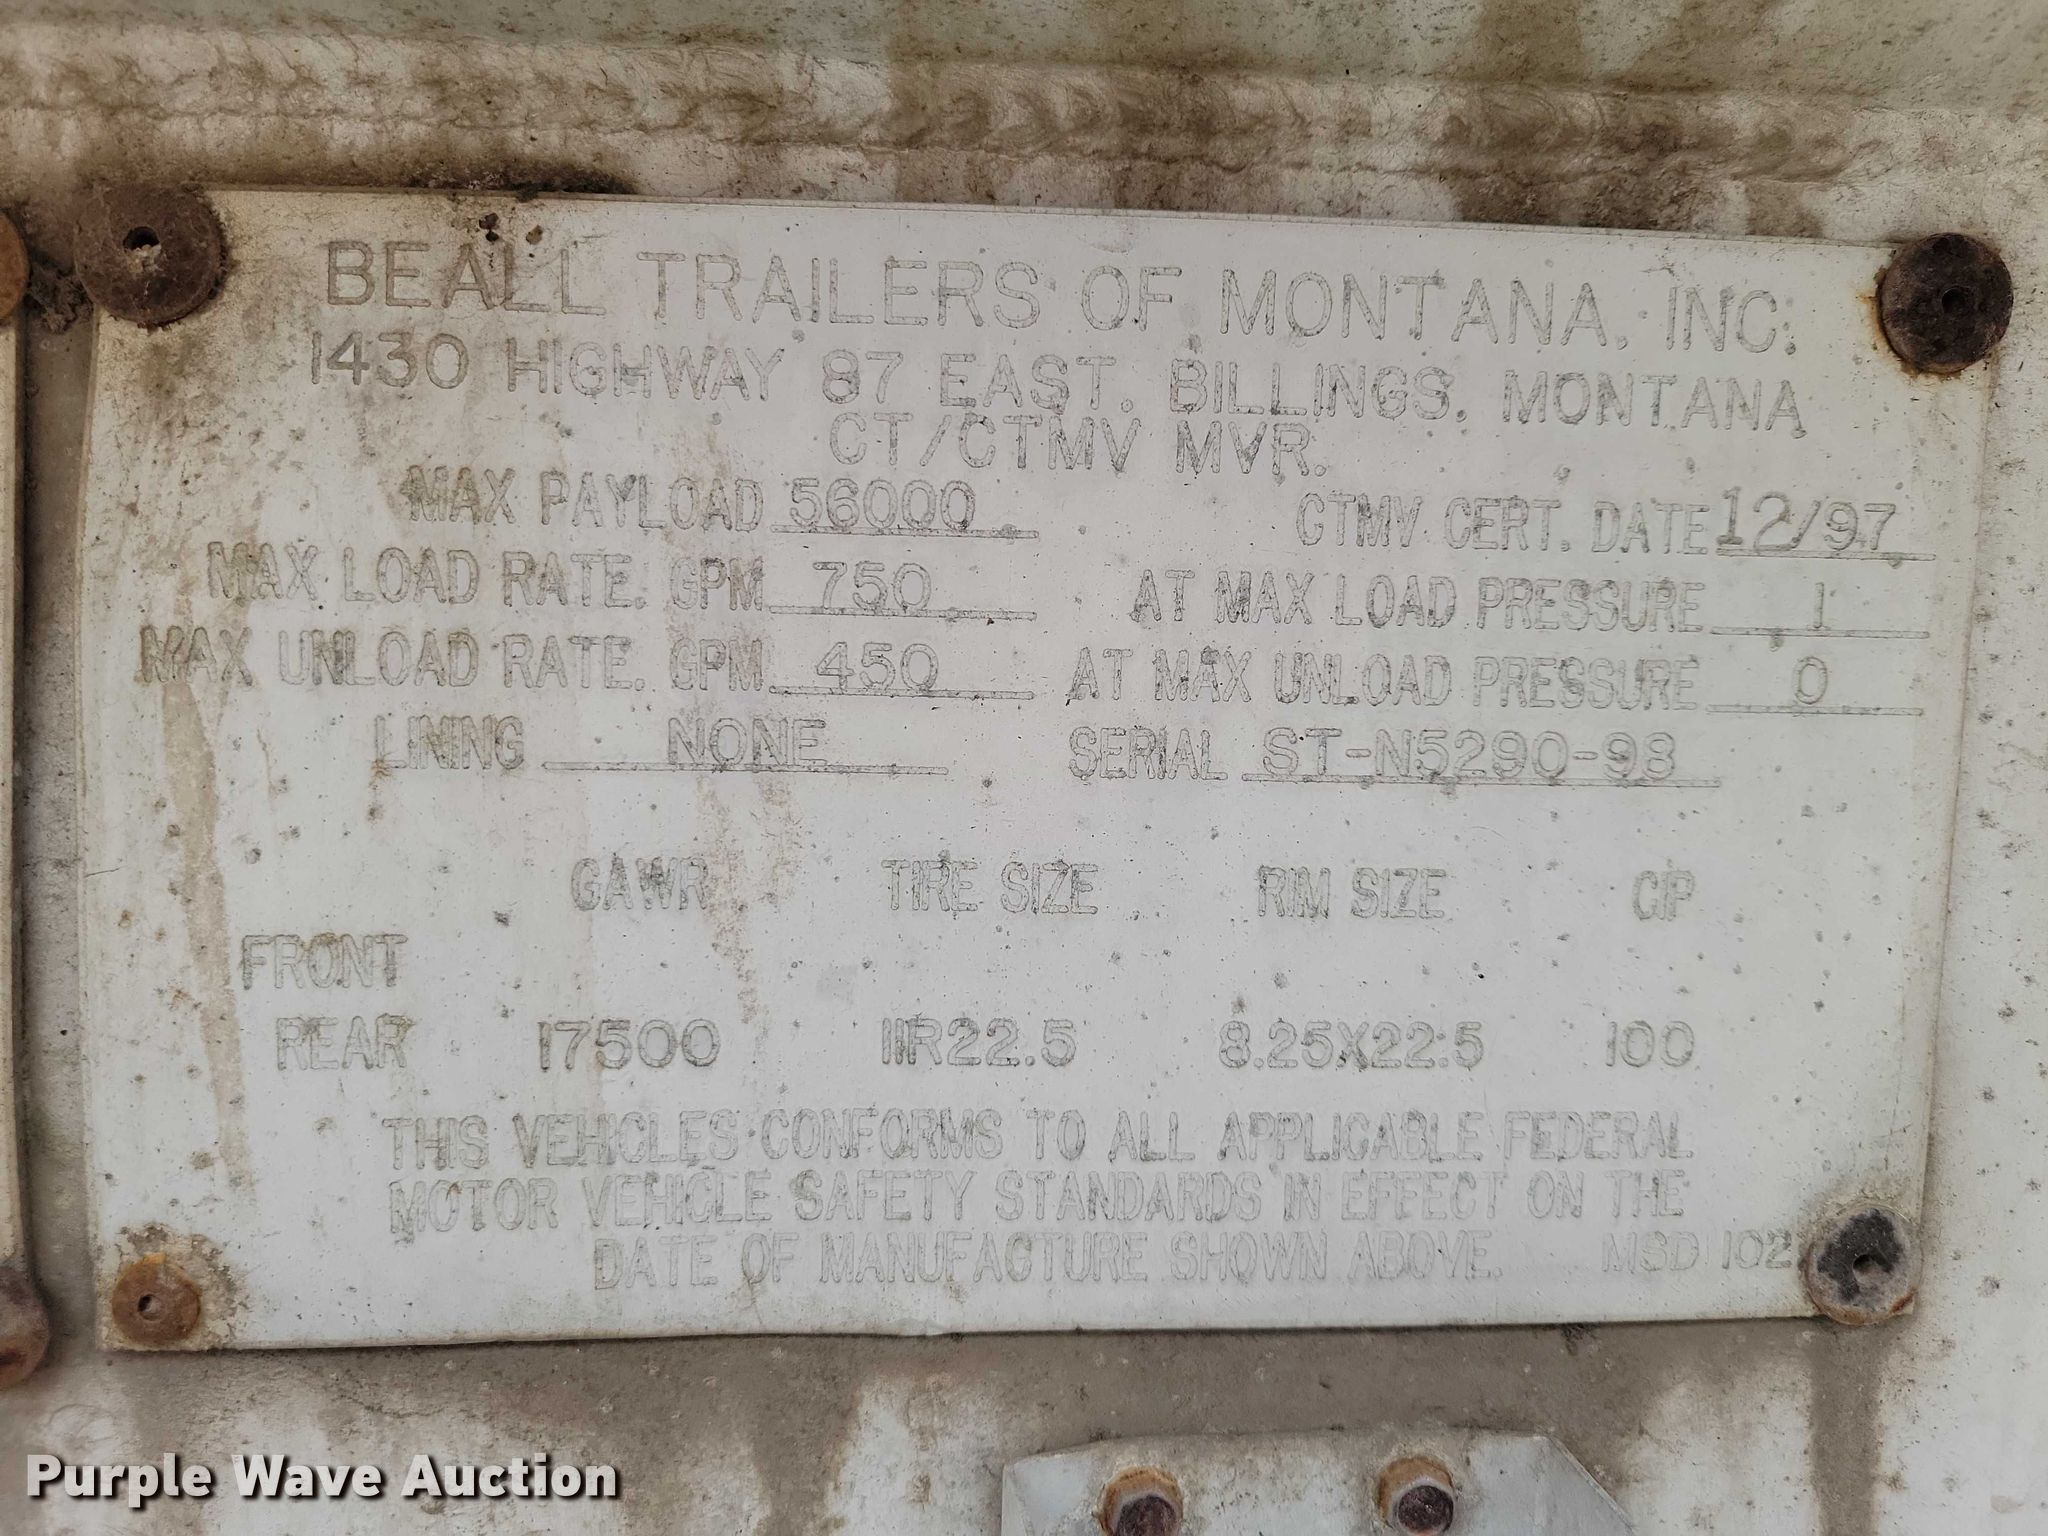 BEALL TRAILERS OF MONTANA, INC.
1430 HIGHWAY 87 EAST, BILLINGS, MONTANA
CT/CTMV MVR.
MAX PAYLOAD 56000 CTMV CERT. DATE 12/97
MAX LOAD RATE, GPM 750 AT MAX LOAD PRESSURE 1
MAX UNLOAD RATE, GPM 450 AT MAX UNLOAD PRESSURE 0
LINING NONE SERIAL ST-N5290-98
GAWR TIRE SIZE RIM SIZE CIP
FRONT
REAR 17500 11R22.5 8.25X22.5 100
THIS VEHICLES CONFORMS TO ALL APPLICABLE FEDERAL
MOTOR VEHICLE SAFETY STANDARDS IN EFFECT ON THE
DATE OF MANUFACTURE SHOWN ABOVE. MSD 102
Purple Wave Auction